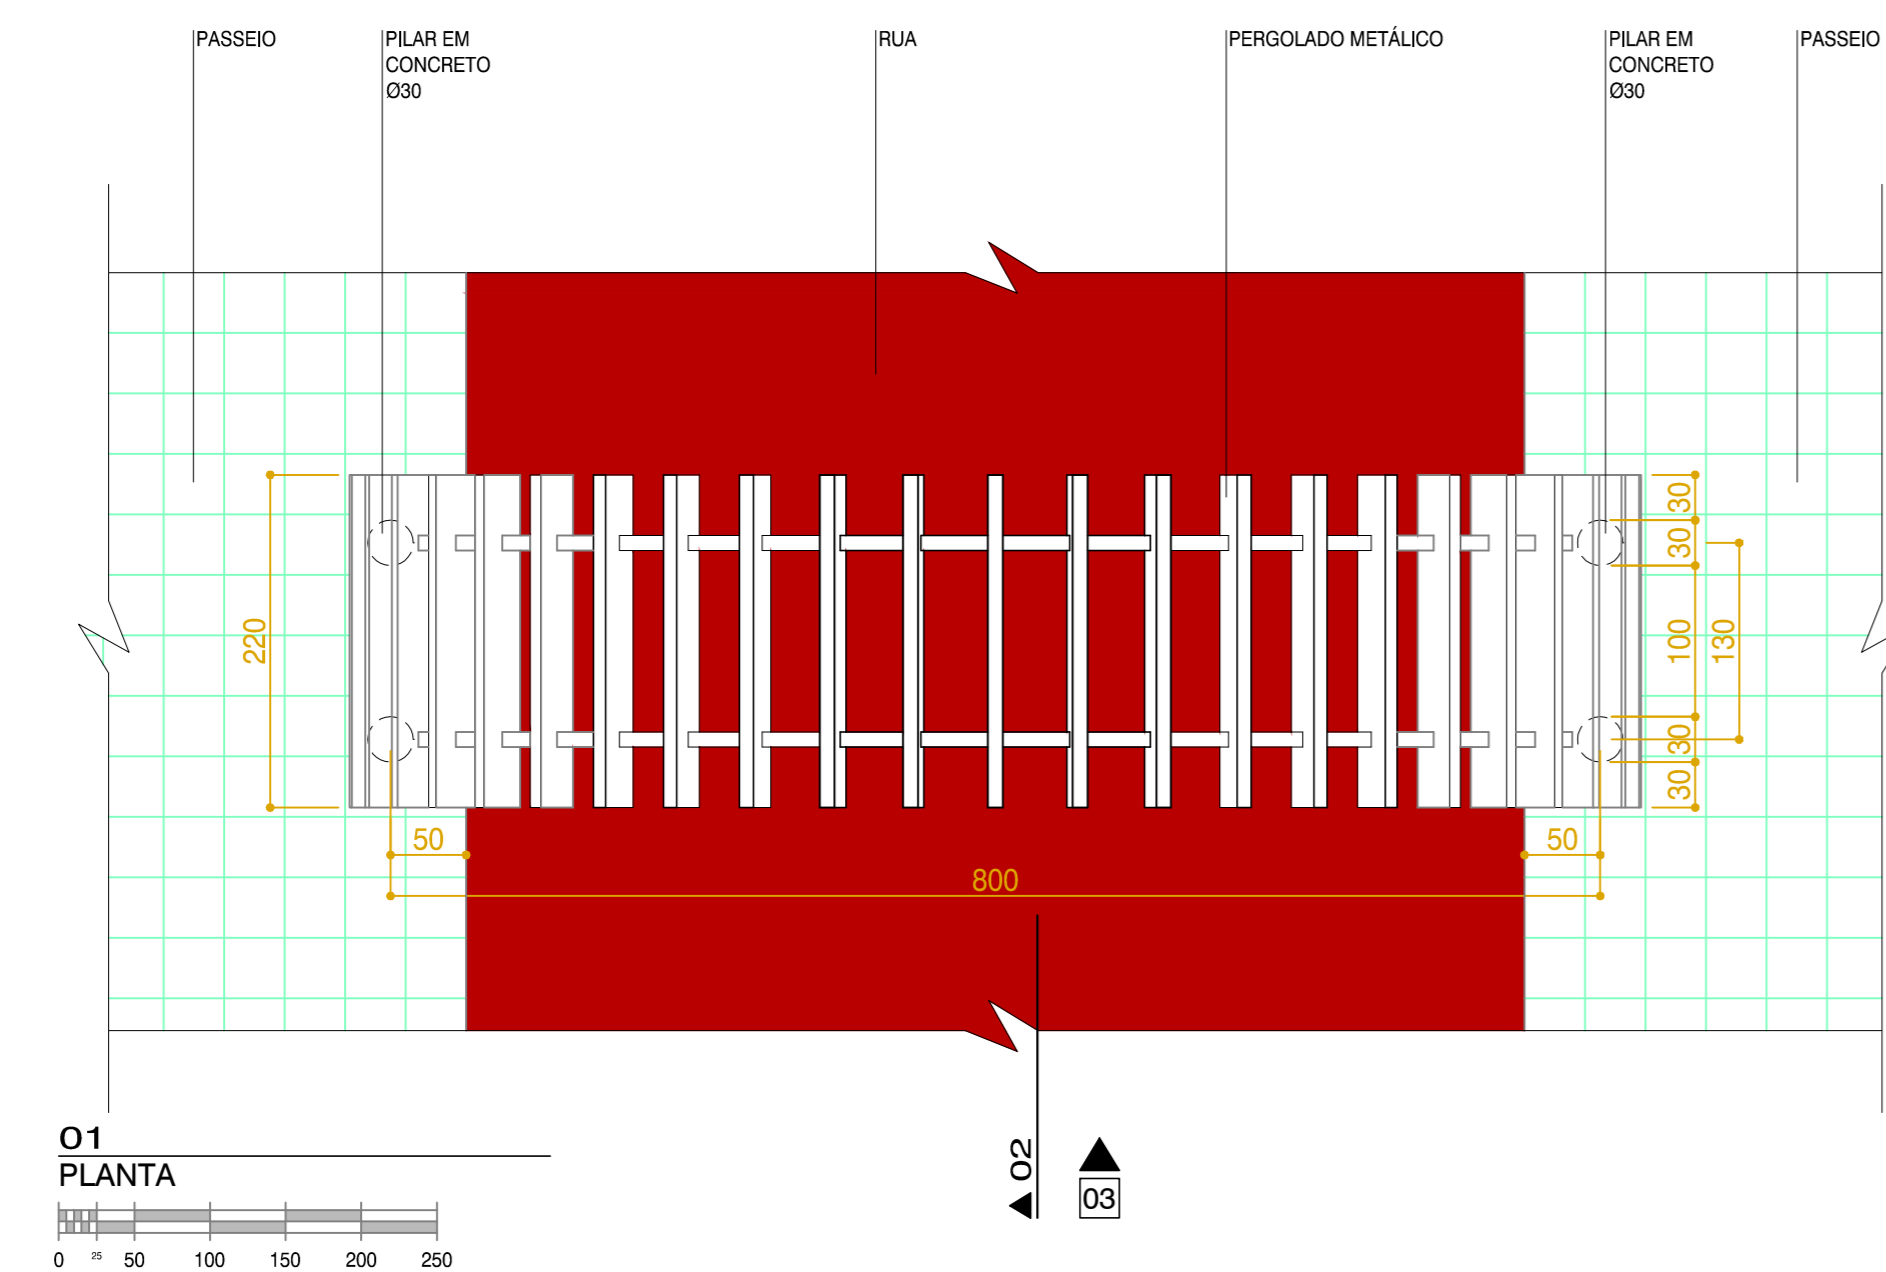 PASSEIO
PILAR EM
CONCRETO
Ø30
RUA
PERGOLADO METÁLICO
PILAR EM
CONCRETO
Ø30
PASSEIO
220
30
30
100
130
30
30
50
50
800
01
PLANTA
0 25 50 100 150 200 250
02
03